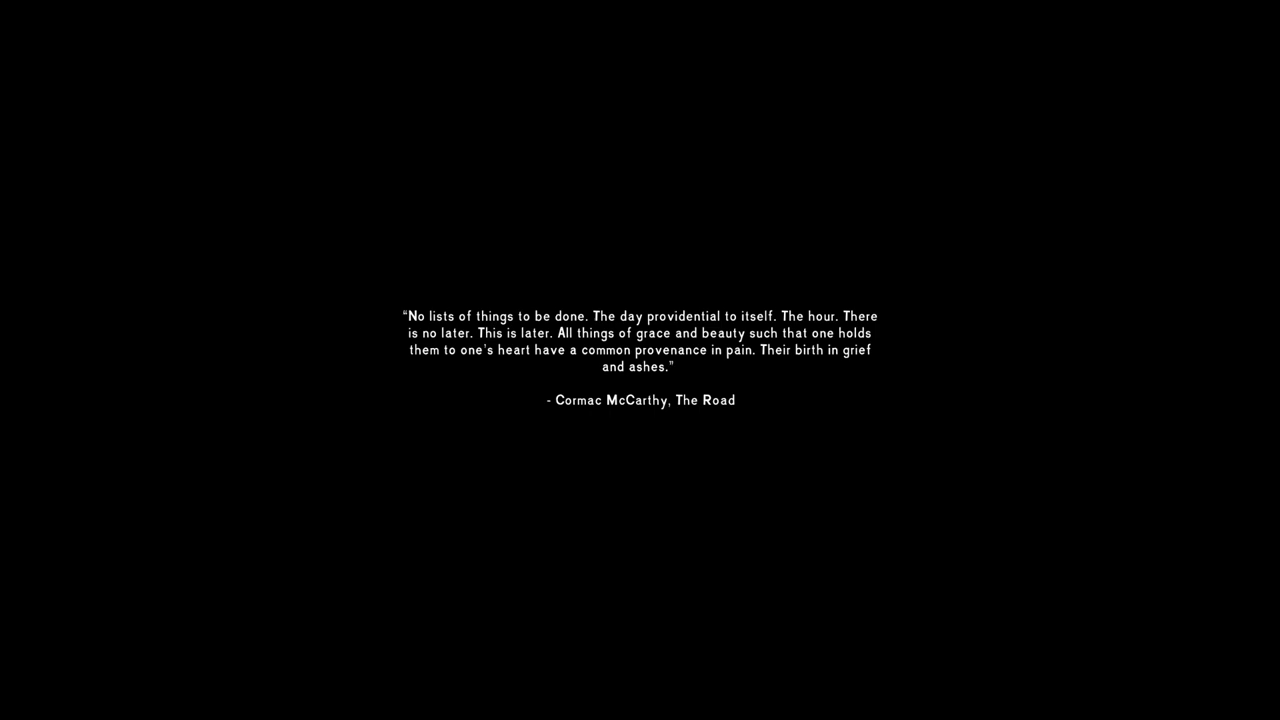 “No lists of things to be done. The day providential to itself. The hour. There
is no later. This is later. All things of grace and beauty such that one holds
them to one’s heart have a common provenance in pain. Their birth in grief
and ashes.”
- Cormac McCarthy, The Road